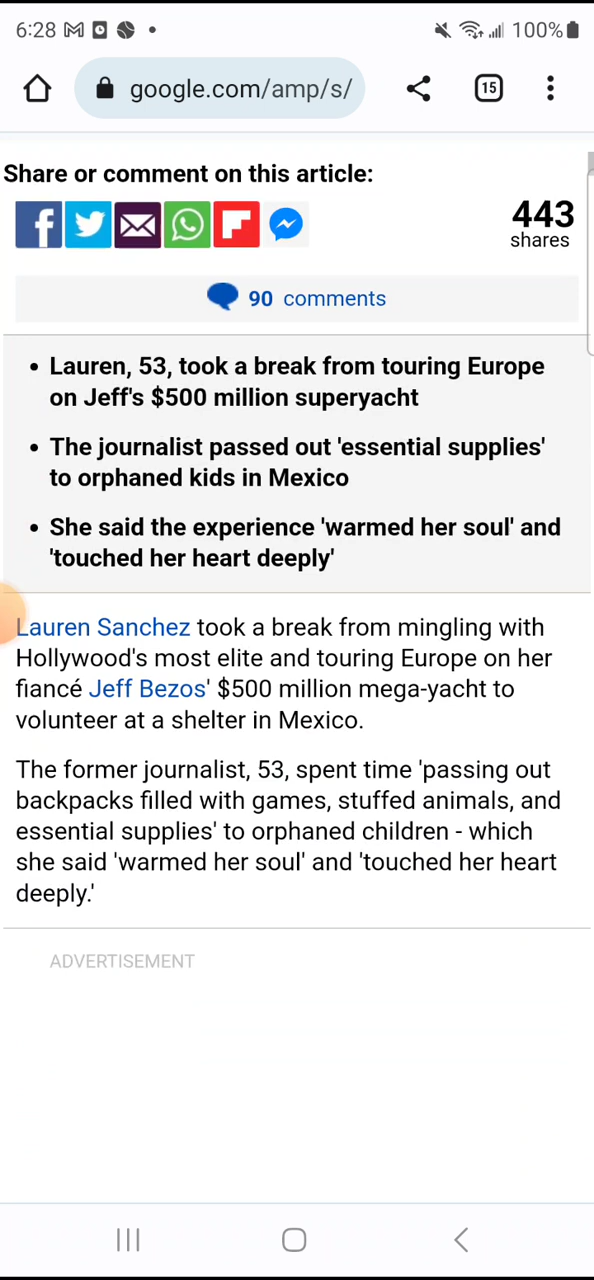 6:28 100%
google.com/amp/s/ 15
Share or comment on this article:
443
shares
90 comments
• Lauren, 53, took a break from touring Europe
on Jeff's $500 million superyacht
• The journalist passed out 'essential supplies'
to orphaned kids in Mexico
• She said the experience 'warmed her soul' and
'touched her heart deeply'
Lauren Sanchez took a break from mingling with
Hollywood's most elite and touring Europe on her
fiancé Jeff Bezos' $500 million mega-yacht to
volunteer at a shelter in Mexico.
The former journalist, 53, spent time 'passing out
backpacks filled with games, stuffed animals, and
essential supplies' to orphaned children - which
she said 'warmed her soul' and 'touched her heart
deeply.'
ADVERTISEMENT